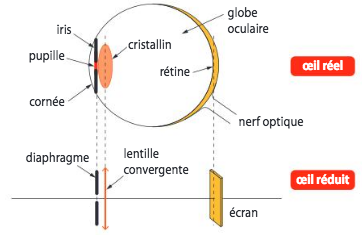 iris
globe
oculaire
pupille
cristallin
rétine
œil réel
cornée
nerf optique
diaphragme
lentille
convergente
œil réduit
écran